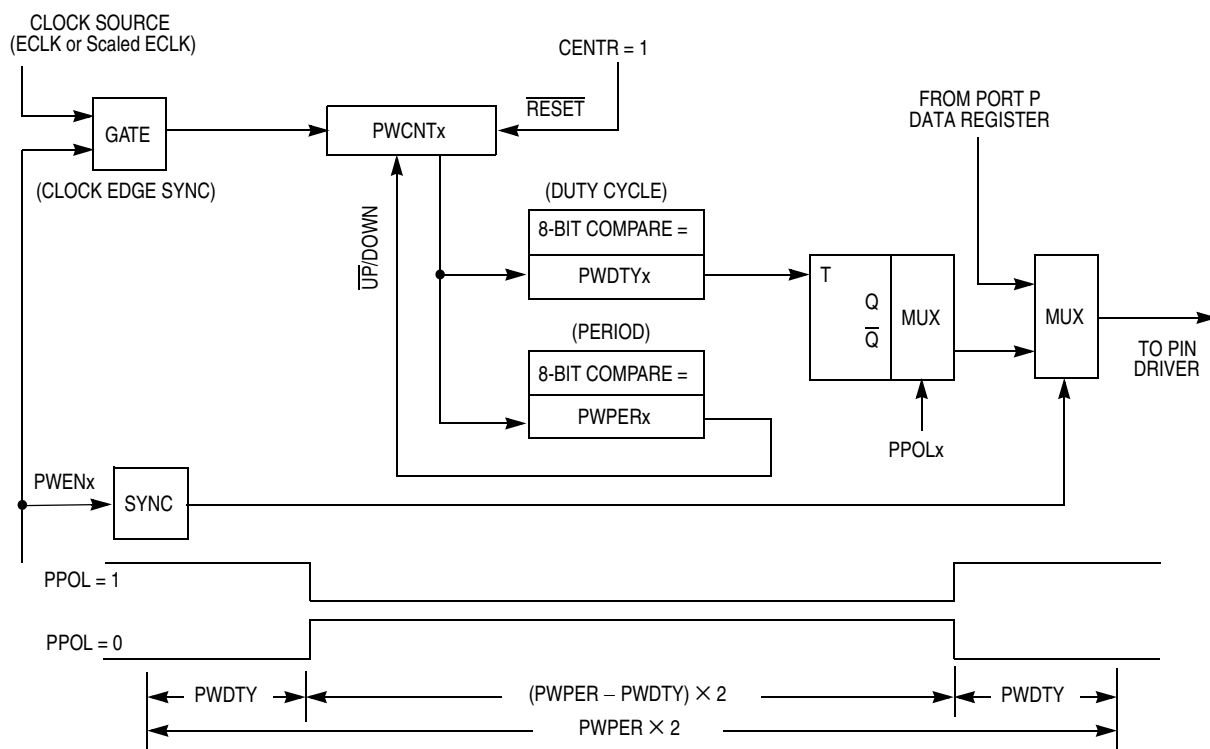 CLOCK SOURCE
(ECLK or Scaled ECLK)
CENTR = 1
RESET
FROM PORT P
DATA REGISTER
GATE
PWCNTx
(CLOCK EDGE SYNC)
UP/DOWN
(DUTY CYCLE)
8-BIT COMPARE =
PWDTYx
T
Q
Q
MUX
MUX
TO PIN
DRIVER
(PERIOD)
8-BIT COMPARE =
PWPERx
PPOLx
PWENx
SYNC
PPOL = 1
PPOL = 0
PWDTY
(PWPER – PWDTY) × 2
PWDTY
PWPER × 2